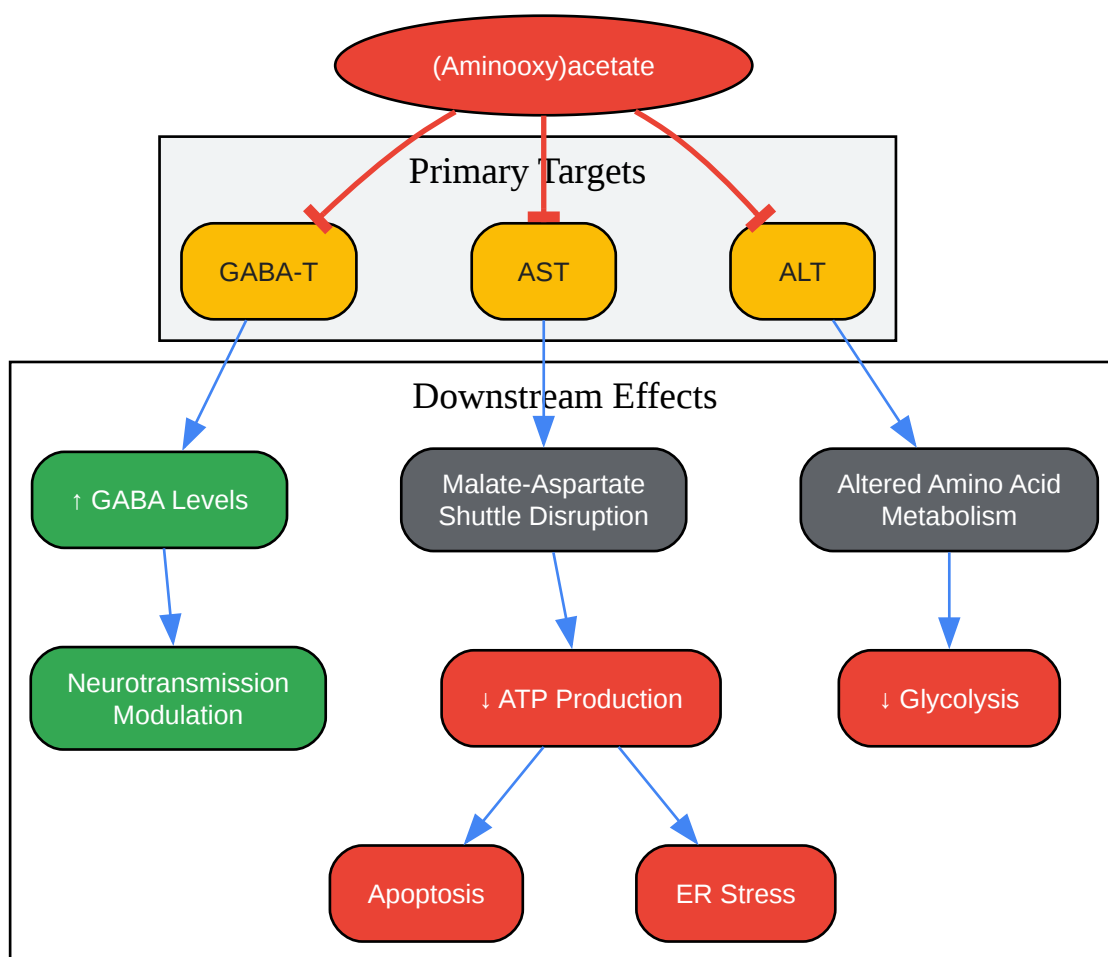 (Aminooxy)acetate
Primary Targets
GABA-T
AST
ALT
Downstream Effects
↑ GABA Levels
Malate-Aspartate
Shuttle Disruption
Altered Amino Acid
Metabolism
Neurotransmission
Modulation
↓ ATP Production
↓ Glycolysis
Apoptosis
ER Stress